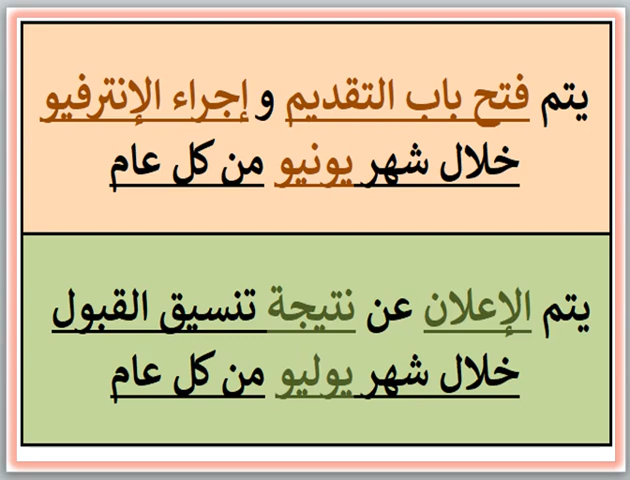 يتم فتح باب التقديم و إجراء الإنترفيو
خلال شهر يونيو من كل عام
يتم الإعلان عن نتيجة تنسيق القبول
خلال شهر يوليو من كل عام